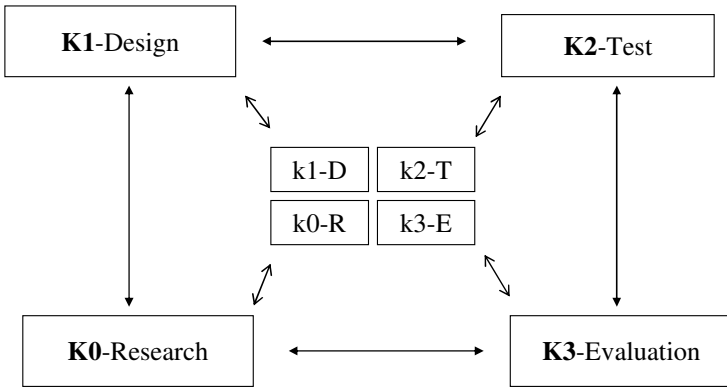 K1-Design
K2-Test
k1-D
k2-T
k0-R
k3-E
K0-Research
K3-Evaluation